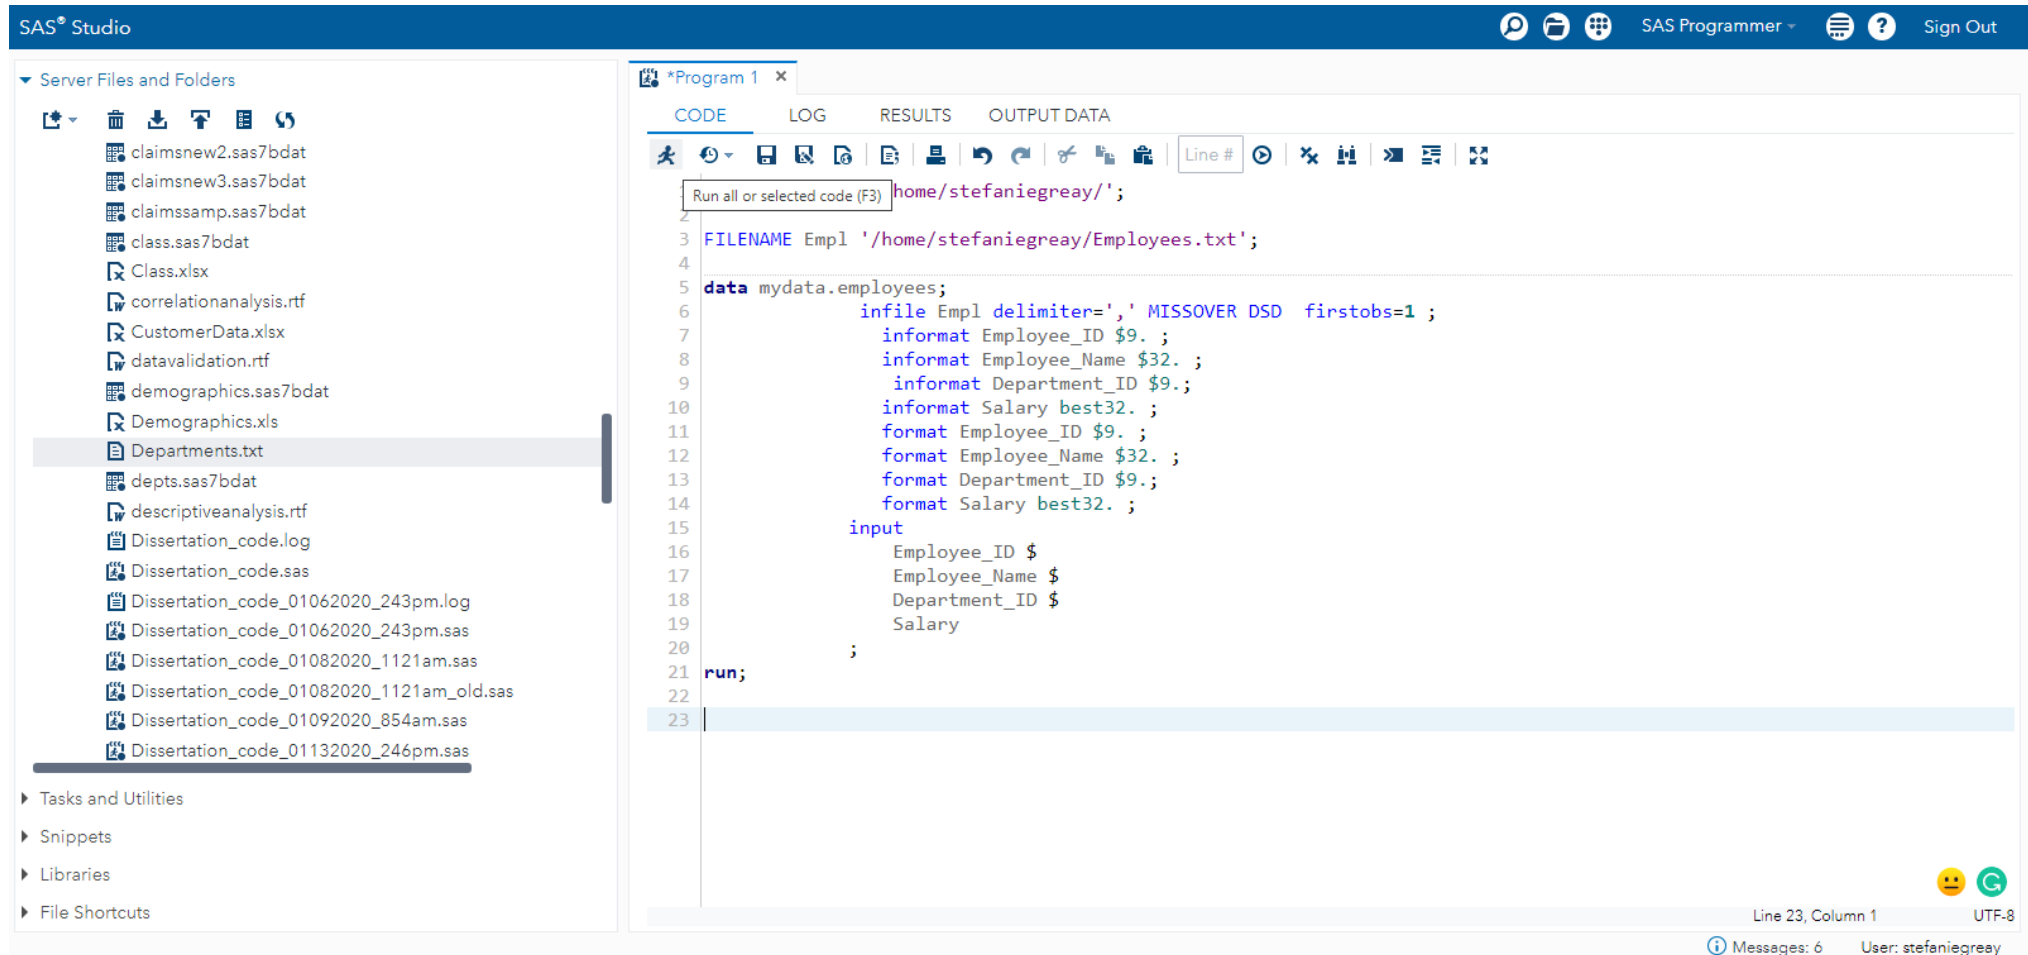 SAS® Studio
SAS Programmer
Sign Out
Server Files and Folders
claimsnew2.sas7bdat
claimsnew3.sas7bdat
claimssamp.sas7bdat
class.sas7bdat
Class.xlsx
correlationanalysis.rtf
CustomerData.xlsx
datavalidation.rtf
demographics.sas7bdat
Demographics.xls
Departments.txt
depts.sas7bdat
descriptiveanalysis.rtf
Dissertation_code.log
Dissertation_code.sas
Dissertation_code_01062020_243pm.log
Dissertation_code_01062020_243pm.sas
Dissertation_code_01082020_1121am.sas
Dissertation_code_01082020_1121am_old.sas
Dissertation_code_01092020_854am.sas
Dissertation_code_01132020_246pm.sas
Tasks and Utilities
Snippets
Libraries
File Shortcuts
*Program 1
CODE LOG RESULTS OUTPUT DATA
Line #
Run all or selected code (F3)
home/stefaniegreay/';
2
3 FILENAME Empl '/home/stefaniegreay/Employees.txt';
4
5 data mydata.employees;
6 infile Empl delimiter=',' MISSOVER DSD firstobs=1 ;
7 informat Employee_ID $9. ;
8 informat Employee_Name $32. ;
9 informat Department_ID $9.;
10 informat Salary best32. ;
11 format Employee_ID $9. ;
12 format Employee_Name $32. ;
13 format Department_ID $9.;
14 format Salary best32. ;
15 input
16 Employee_ID $
17 Employee_Name $
18 Department_ID $
19 Salary
20 ;
21 run;
22
23
Line 23, Column 1
UTF-8
Messages: 6
User: stefaniegreay